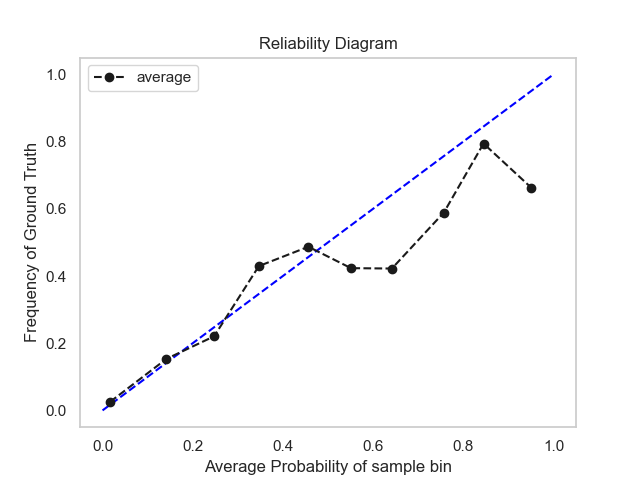 Reliability Diagram
average
Frequency of Ground Truth
1.0
0.8
0.6
0.4
0.2
0.0
0.0 0.2 0.4 0.6 0.8 1.0
Average Probability of sample bin